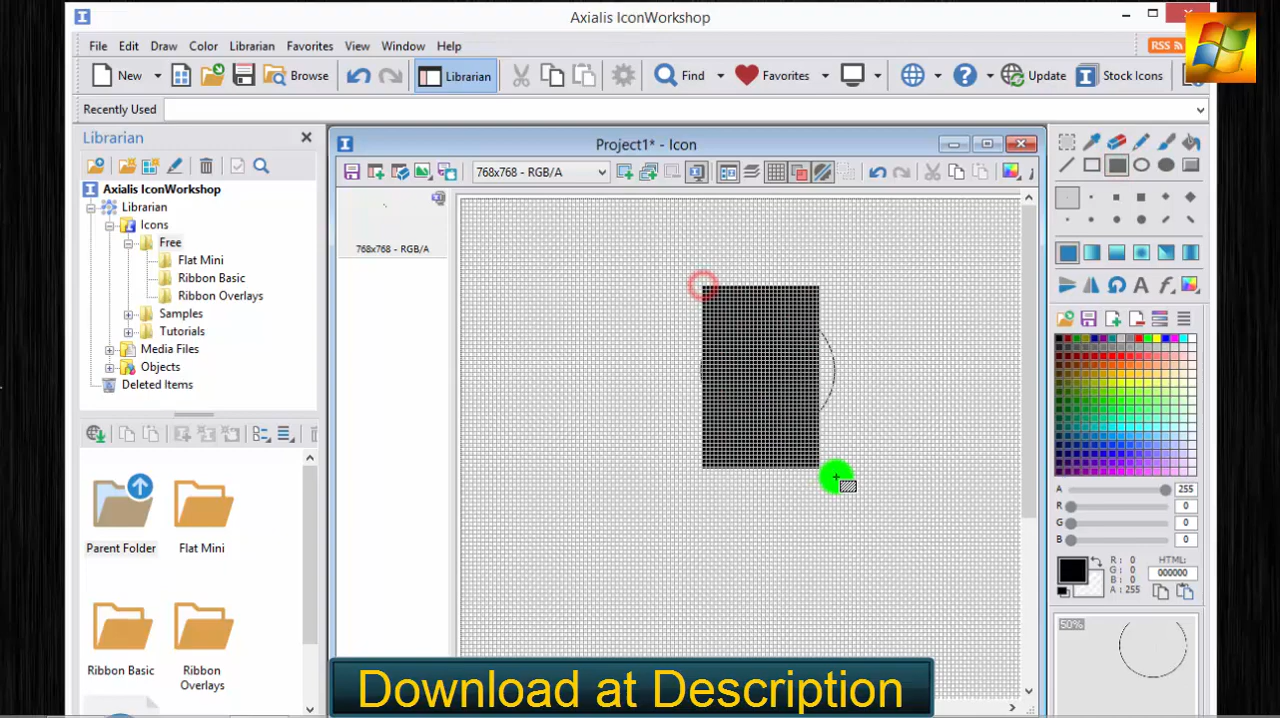 Axialis IconWorkshop
File Edit Draw Color Librarian Favorites View Window Help
RSS
New Browse Librarian Find Favorites Update Stock Icons
Recently Used
Librarian
Project1* - Icon
768x768 - RGB/A
Axialis IconWorkshop
Librarian
Icons
Free
Flat Mini
Ribbon Basic
Ribbon Overlays
Samples
Tutorials
Media Files
Objects
Deleted Items
768x768 - RGB/A
Parent Folder
Flat Mini
Ribbon Basic
Ribbon
Overlays
A 255
R 0
G 0
B 0
R : 0
G : 0
B : 0
A : 255
HTML:
000000
50%
Download at Description